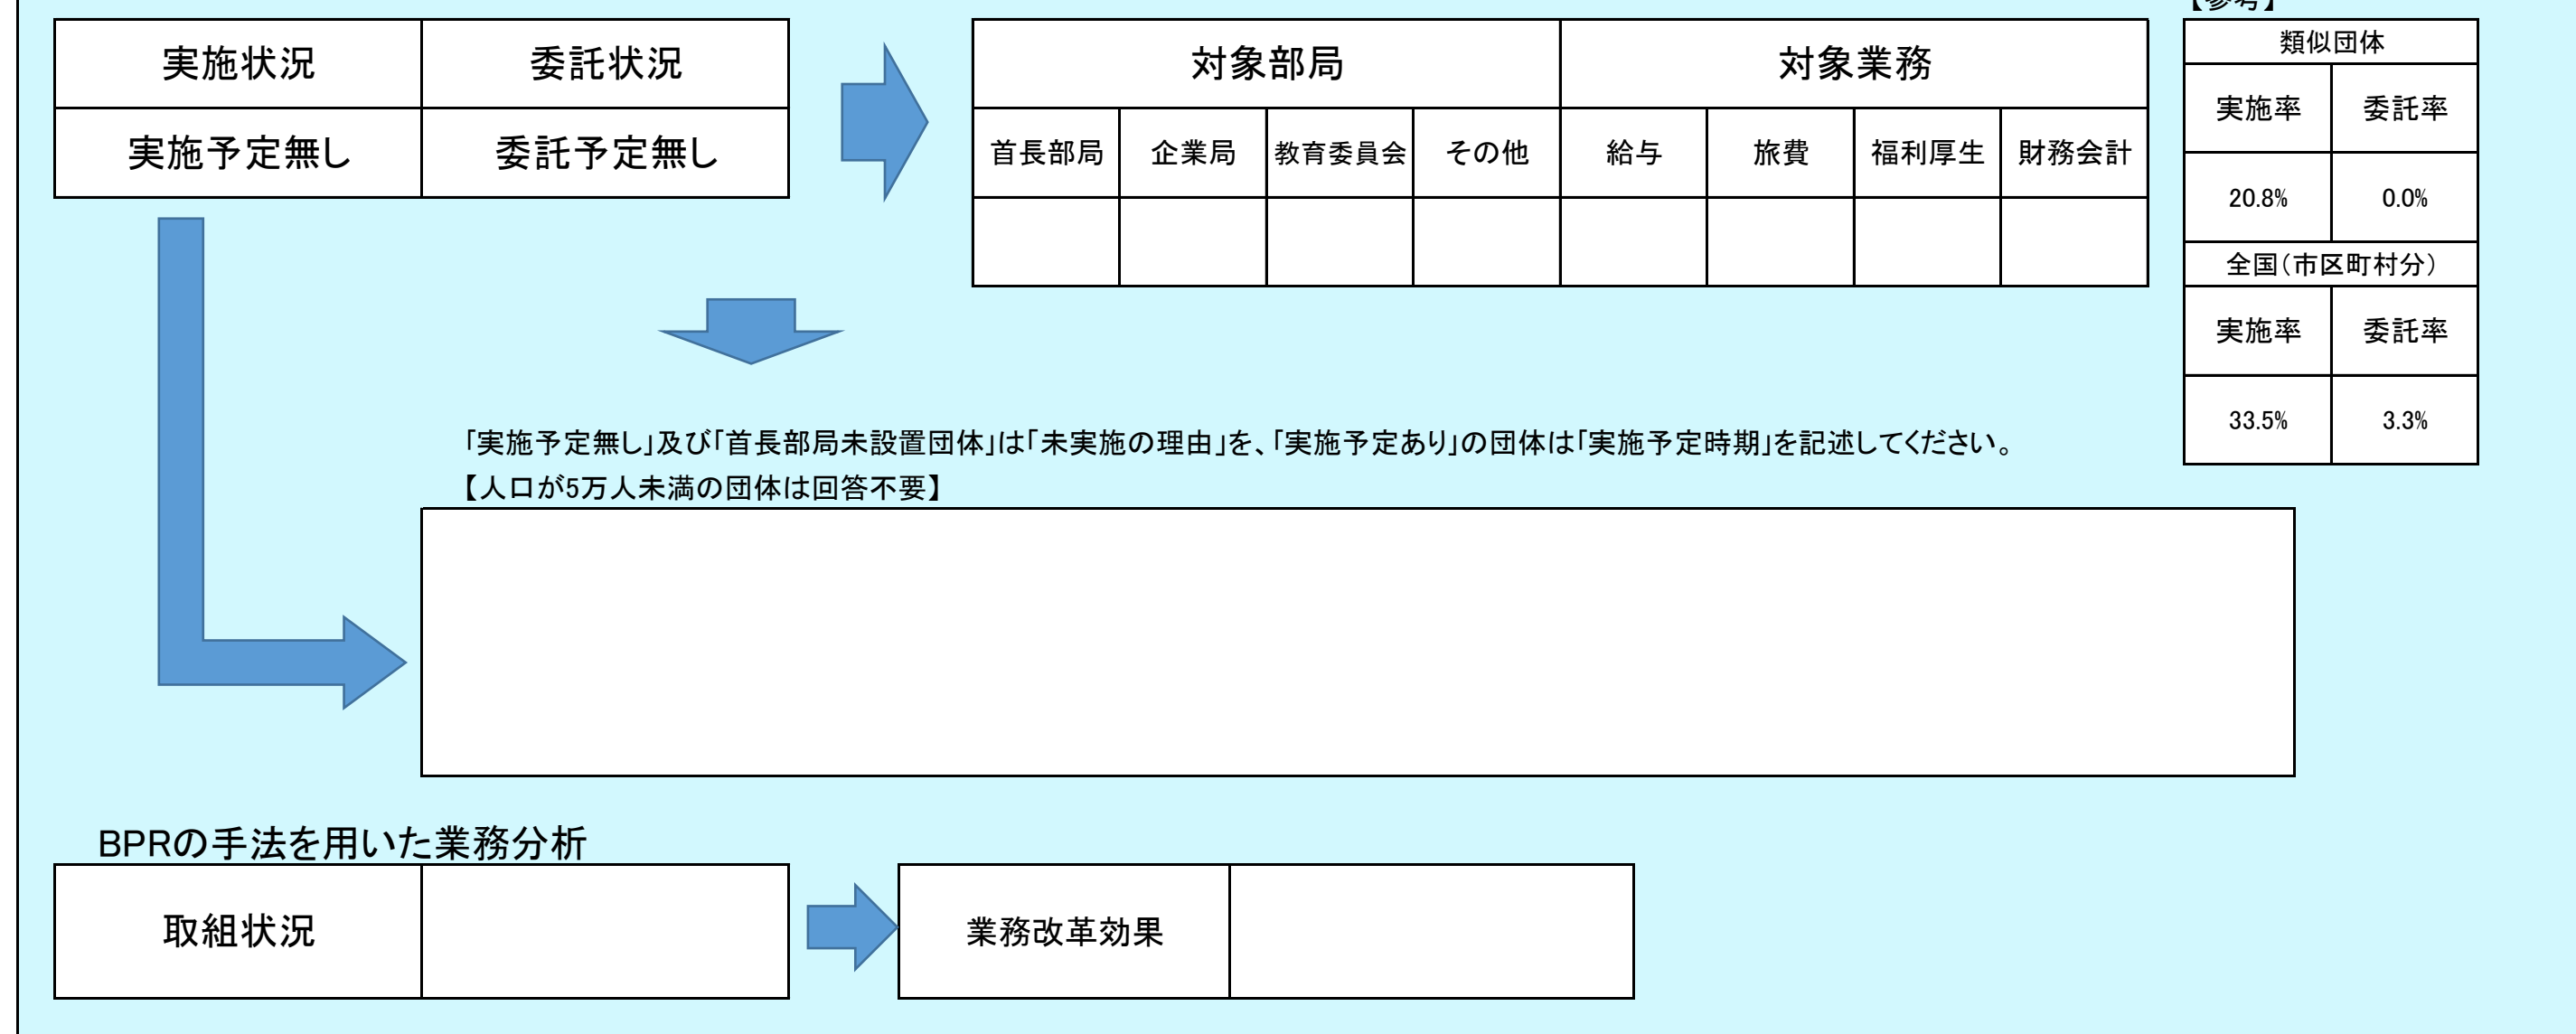 【参考】
実施状況 委託状況
実施予定無し 委託予定無し
対象部局 対象業務
首長部局 企業局 教育委員会 その他 給与 旅費 福利厚生 財務会計
類似団体
実施率 委託率
20.8% 0.0%
全国(市区町村分)
実施率 委託率
33.5% 3.3%
「実施予定無し」及び「首長部局未設置団体」は「未実施の理由」を、「実施予定あり」の団体は「実施予定時期」を記述してください。
【人口が5万人未満の団体は回答不要】
BPRの手法を用いた業務分析
取組状況
業務改革効果